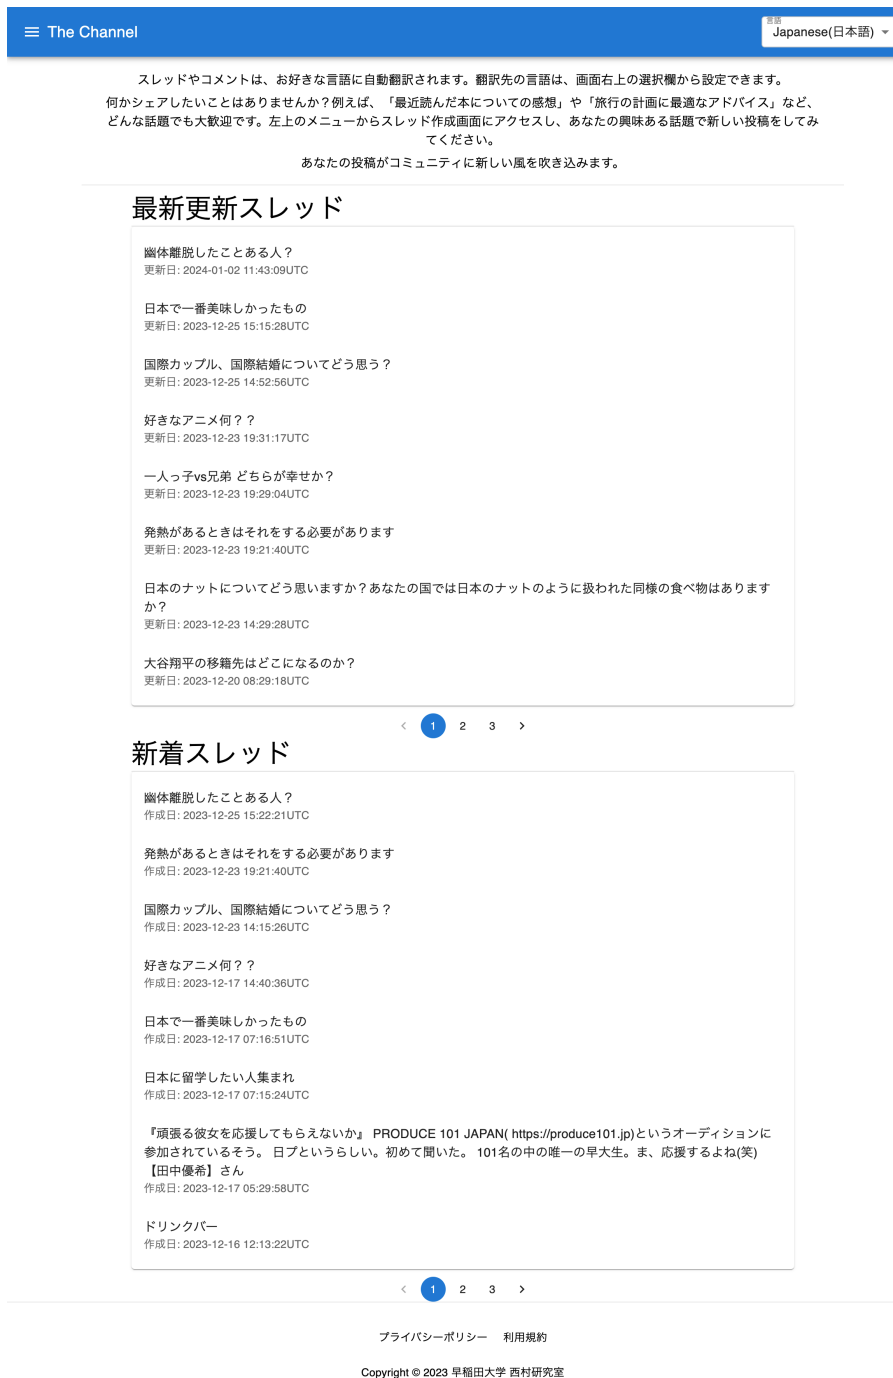 The Channel
言語
Japanese(日本語)
スレッドやコメントは、お好きな言語に自動翻訳されます。翻訳先の言語は、画面右上の選択欄から設定できます。
何かシェアしたいことはありませんか？例えば、「最近読んだ本についての感想」や「旅行の計画に最適なアドバイス」など、
どんな話題でも大歓迎です。左上のメニューからスレッド作成画面にアクセスし、あなたの興味ある話題で新しい投稿をしてみ
てください。
あなたの投稿がコミュニティに新しい風を吹き込みます。
最新更新スレッド
幽体離脱したことある人？
更新日: 2024-01-02 11:43:09UTC
日本で一番美味しかったもの
更新日: 2023-12-25 15:15:28UTC
国際カップル、国際結婚についてどう思う？
更新日: 2023-12-25 14:52:56UTC
好きなアニメ何？？
更新日: 2023-12-23 19:31:17UTC
一人っ子vs兄弟 どちらが幸せか？
更新日: 2023-12-23 19:29:04UTC
発熱があるときはそれをする必要があります
更新日: 2023-12-23 19:21:40UTC
日本のナットについてどう思いますか？あなたの国では日本のナットのように扱われた同様の食べ物はあります
か？
更新日: 2023-12-23 14:29:28UTC
大谷翔平の移籍先はどこになるのか？
更新日: 2023-12-20 08:29:18UTC
1 2 3
新着スレッド
幽体離脱したことある人？
作成日: 2023-12-25 15:22:21UTC
発熱があるときはそれをする必要があります
作成日: 2023-12-23 19:21:40UTC
国際カップル、国際結婚についてどう思う？
作成日: 2023-12-23 14:15:26UTC
好きなアニメ何？？
作成日: 2023-12-17 14:40:36UTC
日本で一番美味しかったもの
作成日: 2023-12-17 07:16:51UTC
日本に留学したい人集まれ
作成日: 2023-12-17 07:15:24UTC
『頑張る彼女を応援してもらえないか』 PRODUCE 101 JAPAN( https://produce101.jp)というオーディションに
参加されているそう。 日プというらしい。初めて聞いた。 101名の中の唯一の早大生。ま、応援するよね(笑)
【田中優希】さん
作成日: 2023-12-17 05:29:58UTC
ドリンクバー
作成日: 2023-12-16 12:13:22UTC
1 2 3
プライバシーポリシー 利用規約
Copyright © 2023 早稲田大学 西村研究室